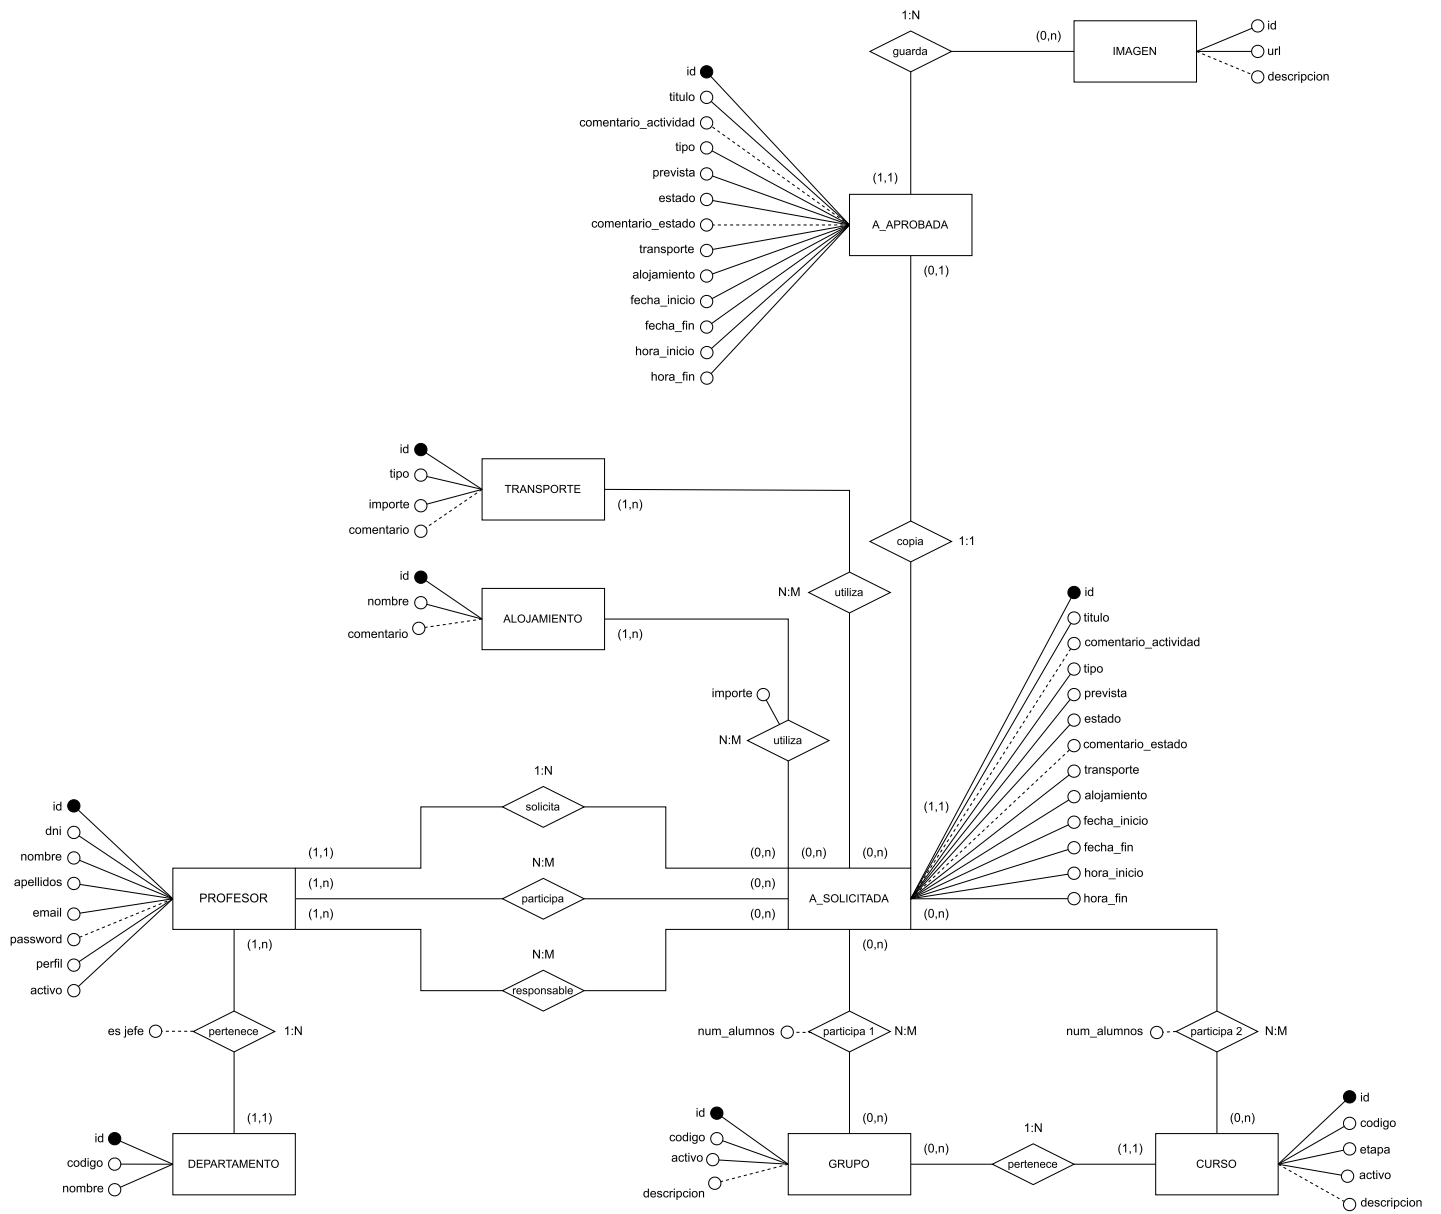 1:N
guarda
(0,n)
IMAGEN
id
url
descripcion
id
titulo
comentario_actividad
tipo
prevista
estado
comentario_estado
transporte
alojamiento
fecha_inicio
fecha_fin
hora_inicio
hora_fin
(1,1)
A_APROBADA
(0,1)
id
tipo
importe
comentario
TRANSPORTE
(1,n)
copia
1:1
id
nombre
comentario
ALOJAMIENTO
(1,n)
N:M
utiliza
importe
N:M
utiliza
id
titulo
comentario_actividad
tipo
prevista
estado
comentario_estado
transporte
alojamiento
fecha_inicio
fecha_fin
hora_inicio
hora_fin
(1,1)
id
dni
nombre
apellidos
email
password
perfil
activo
PROFESOR
1:N
solicita
(1,1)
(0,n)
(0,n)
(0,n)
N:M
(1,n)
participa
(0,n)
A_SOLICITADA
(1,n)
(0,n)
(0,n)
N:M
responsable
(1,n)
(0,n)
es jefe
pertenece
1:N
num_alumnos
participa 1
N:M
num_alumnos
participa 2
N:M
(1,1)
id
codigo
nombre
DEPARTAMENTO
(0,n)
id
codigo
activo
descripcion
GRUPO
(0,n)
1:N
pertenece
(1,1)
(0,n)
CURSO
id
codigo
etapa
activo
descripcion